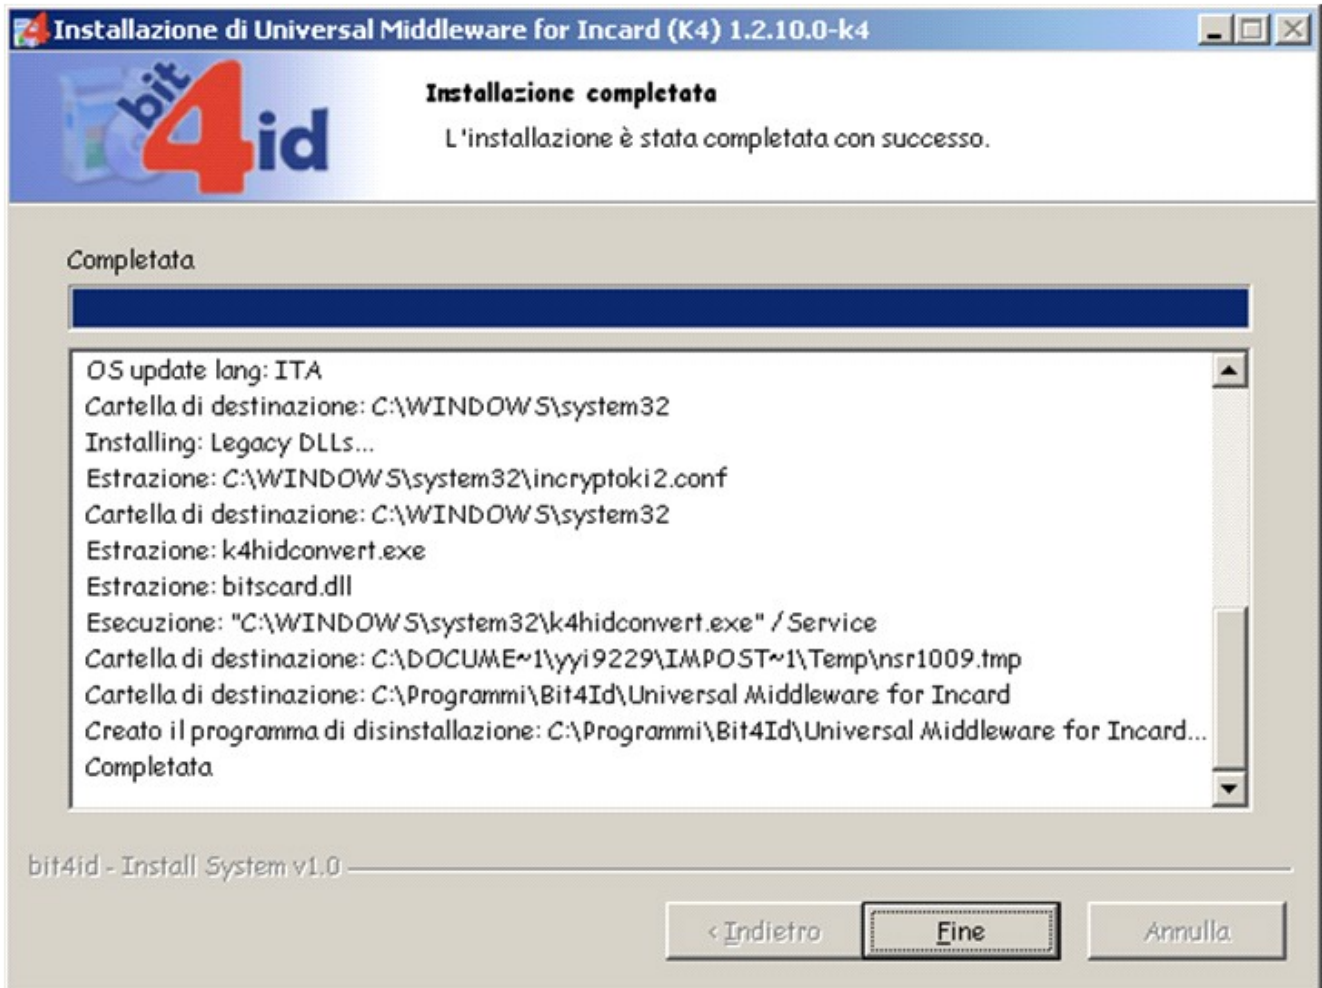 Installazione di Universal Middleware for Incard (K4) 1.2.10.0-k4
bit4id
Installazione completata
L'installazione è stata completata con successo.
Completata
OS update lang: ITA
Cartella di destinazione: C:\WINDOWS\system32
Installing: Legacy DLLs...
Estrazione: C:\WINDOWS\system32\incryptoki2.conf
Cartella di destinazione: C:\WINDOWS\system32
Estrazione: k4hidconvert.exe
Estrazione: bitscard.dll
Esecuzione: "C:\WINDOWS\system32\k4hidconvert.exe" /Service
Cartella di destinazione: C:\DOCUME~1\yyi9229\IMPOST~1\Temp\nsr1009.tmp
Cartella di destinazione: C:\Programmi\Bit4Id\Universal Middleware for Incard
Creato il programma di disinstallazione: C:\Programmi\Bit4Id\Universal Middleware for Incard...
Completata
bit4id - Install System v1.0
< Indietro
Fine
Annulla